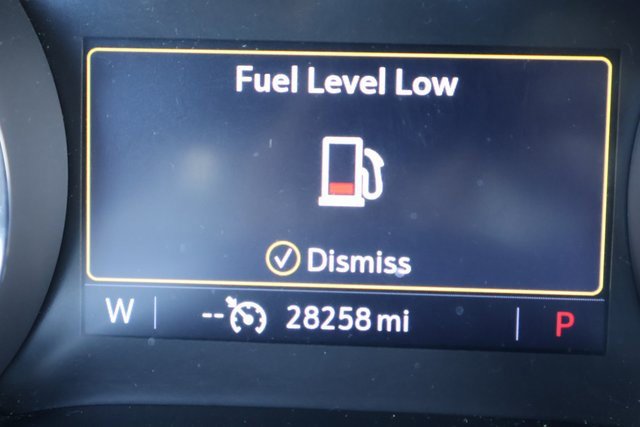 Fuel Level Low
Dismiss
W -- 28258 mi P